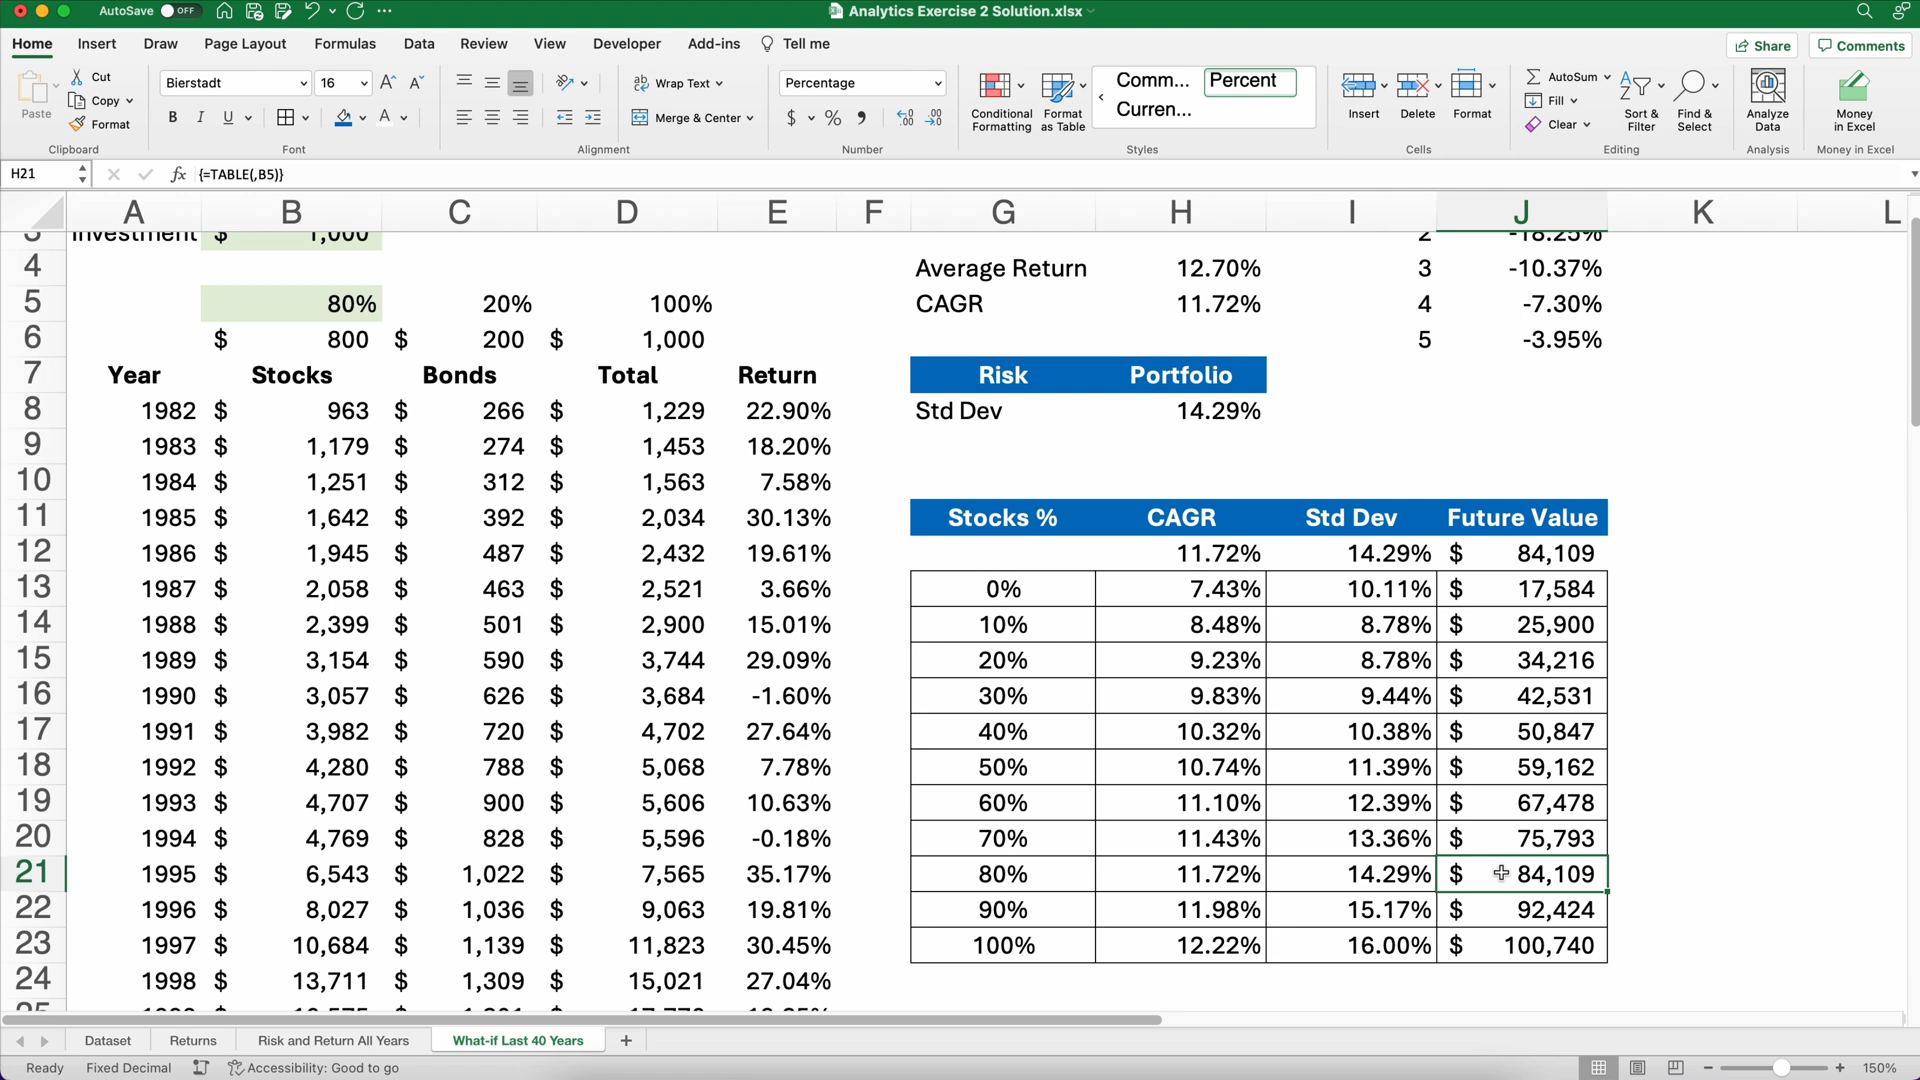 AutoSave OFF Analytics Exercise 2 Solution.xlsx
Home Insert Draw Page Layout Formulas Data Review View Developer Add-ins Tell me Share Comments
Paste Cut Copy Format Clipboard
Bierstadt 16 B I U A Font
Wrap Text Merge & Center Alignment
Percentage $ % Number
Conditional Formatting Format as Table Comm... Percent Curren... Styles
Insert Delete Format Cells
AutoSum Fill Clear Sort & Filter Find & Select Editing
Analyze Data Analysis
Money in Excel Money in Excel
H21 fx {=TABLE(,B5)}
A B C D E F G H I J K L
3 Investment $ 1,000 2 -18.25%
4 Average Return 12.70% 3 -10.37%
5 80% 20% 100% CAGR 11.72% 4 -7.30%
6 $ 800 $ 200 $ 1,000 5 -3.95%
7 Year Stocks Bonds Total Return Risk Portfolio
8 1982 $ 963 $ 266 $ 1,229 22.90% Std Dev 14.29%
9 1983 $ 1,179 $ 274 $ 1,453 18.20%
10 1984 $ 1,251 $ 312 $ 1,563 7.58%
11 1985 $ 1,642 $ 392 $ 2,034 30.13% Stocks % CAGR Std Dev Future Value
12 1986 $ 1,945 $ 487 $ 2,432 19.61% 11.72% 14.29% $ 84,109
13 1987 $ 2,058 $ 463 $ 2,521 3.66% 0% 7.43% 10.11% $ 17,584
14 1988 $ 2,399 $ 501 $ 2,900 15.01% 10% 8.48% 8.78% $ 25,900
15 1989 $ 3,154 $ 590 $ 3,744 29.09% 20% 9.23% 8.78% $ 34,216
16 1990 $ 3,057 $ 626 $ 3,684 -1.60% 30% 9.83% 9.44% $ 42,531
17 1991 $ 3,982 $ 720 $ 4,702 27.64% 40% 10.32% 10.38% $ 50,847
18 1992 $ 4,280 $ 788 $ 5,068 7.78% 50% 10.74% 11.39% $ 59,162
19 1993 $ 4,707 $ 900 $ 5,606 10.63% 60% 11.10% 12.39% $ 67,478
20 1994 $ 4,769 $ 828 $ 5,596 -0.18% 70% 11.43% 13.36% $ 75,793
21 1995 $ 6,543 $ 1,022 $ 7,565 35.17% 80% 11.72% 14.29% $ 84,109
22 1996 $ 8,027 $ 1,036 $ 9,063 19.81% 90% 11.98% 15.17% $ 92,424
23 1997 $ 10,684 $ 1,139 $ 11,823 30.45% 100% 12.22% 16.00% $ 100,740
24 1998 $ 13,711 $ 1,309 $ 15,021 27.04%
Dataset Returns Risk and Return All Years What-if Last 40 Years +
Ready Fixed Decimal Accessibility: Good to go 150%